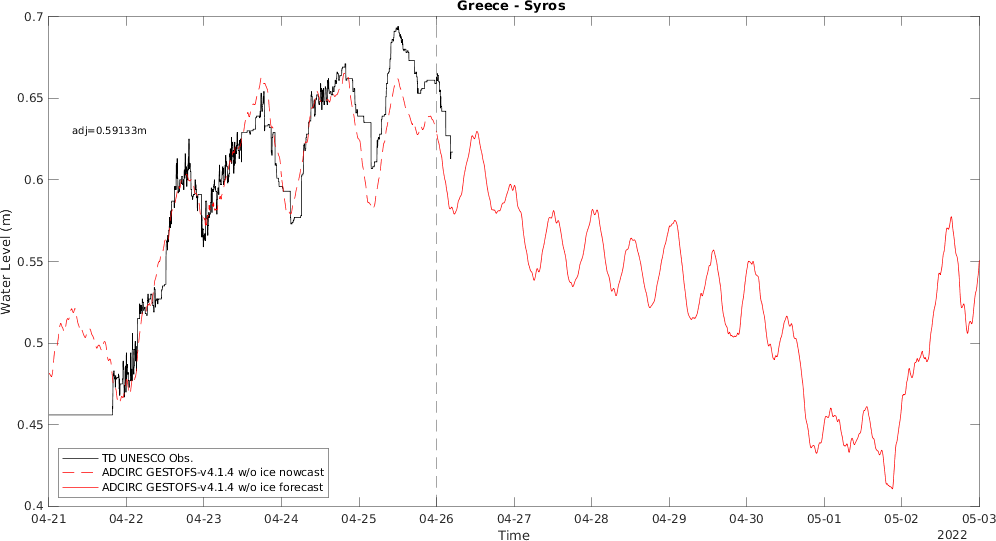 Greece - Syros
0.7
0.65
0.6
0.55
0.5
0.45
0.4
Water Level (m)
adj=0.59133m
TD UNESCO Obs.
ADCIRC GESTOFS-v4.1.4 w/o ice nowcast
ADCIRC GESTOFS-v4.1.4 w/o ice forecast
04-21 04-22 04-23 04-24 04-25 04-26 04-27 04-28 04-29 04-30 05-01 05-02 05-03
Time
2022